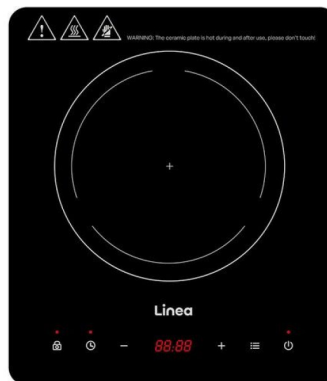 WARNING: The ceramic plate is hot during and after use, please don't touch!
Linea
88:88